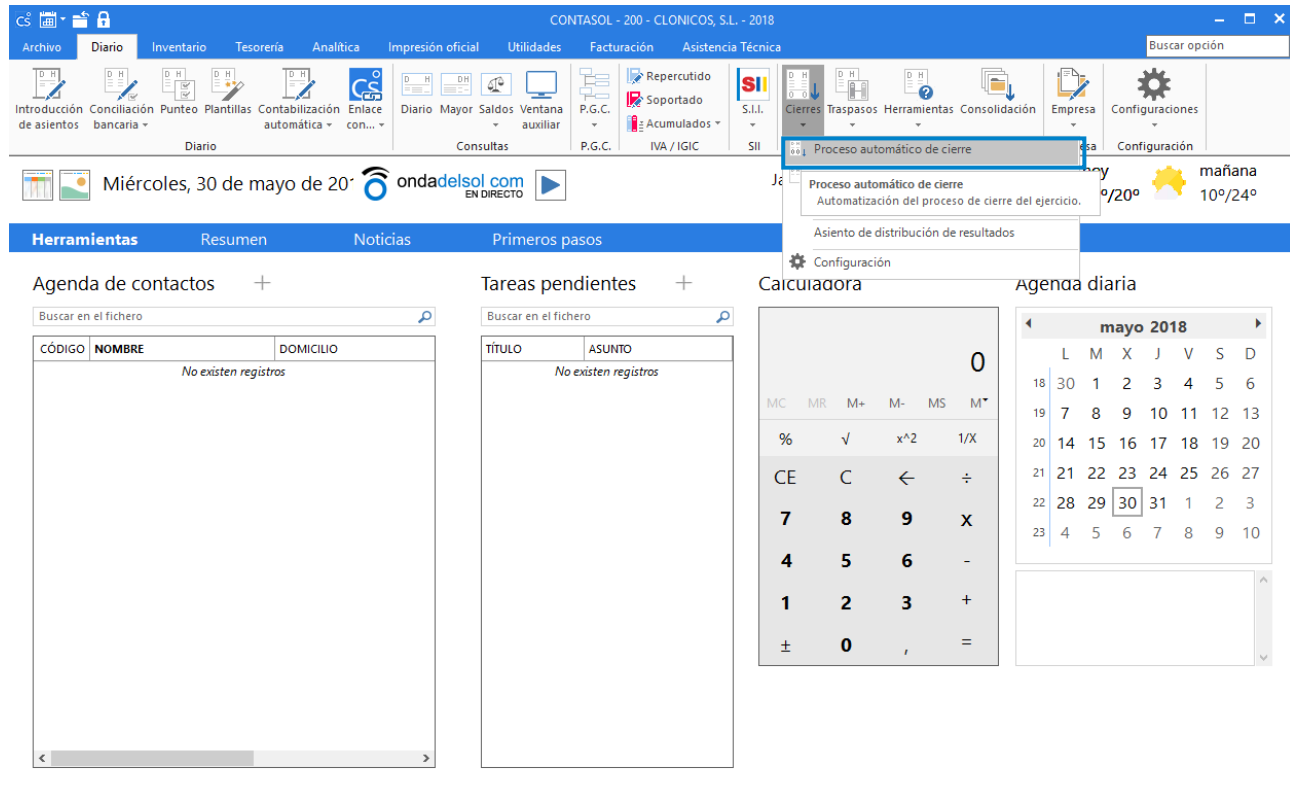 CONTASOL - 200 - CLONICOS, S.L. - 2018
Archivo Diario Inventario Tesorería Analítica Impresión oficial Utilidades Facturación Asistencia Técnica Buscar opción
Introducción de asientos
Conciliación bancaria
Punteo
Plantillas
Contabilización automática
Enlace con...
Diario
Diario
Mayor
Saldos
Ventana auxiliar
Consultas
P.G.C.
P.G.C.
Repercutido
Soportado
Acumulados
IVA / IGIC
S.I.I.
SII
Cierres
Traspasos
Herramientas
Consolidación
Empresa
Configuraciones
Configuración
Proceso automático de cierre
Proceso automático de cierre
Automatización del proceso de cierre del ejercicio.
Asiento de distribución de resultados
Configuración
Miércoles, 30 de mayo de
ondadelsol com
EN DIRECTO
/20º
mañana
10º/24º
Herramientas Resumen Noticias Primeros pasos
Agenda de contactos
Buscar en el fichero
CÓDIGO NOMBRE DOMICILIO
No existen registros
Tareas pendientes
Buscar en el fichero
TÍTULO ASUNTO
No existen registros
Calculadora
0
MC MR M+ M- MS M
% √ x^2 1/X
CE C ← ÷
7 8 9 x
4 5 6 -
1 2 3 +
± 0 , =
Agenda diaria
mayo 2018
L M X J V S D
18 30 1 2 3 4 5 6
19 7 8 9 10 11 12 13
20 14 15 16 17 18 19 20
21 21 22 23 24 25 26 27
22 28 29 30 31 1 2 3
23 4 5 6 7 8 9 10